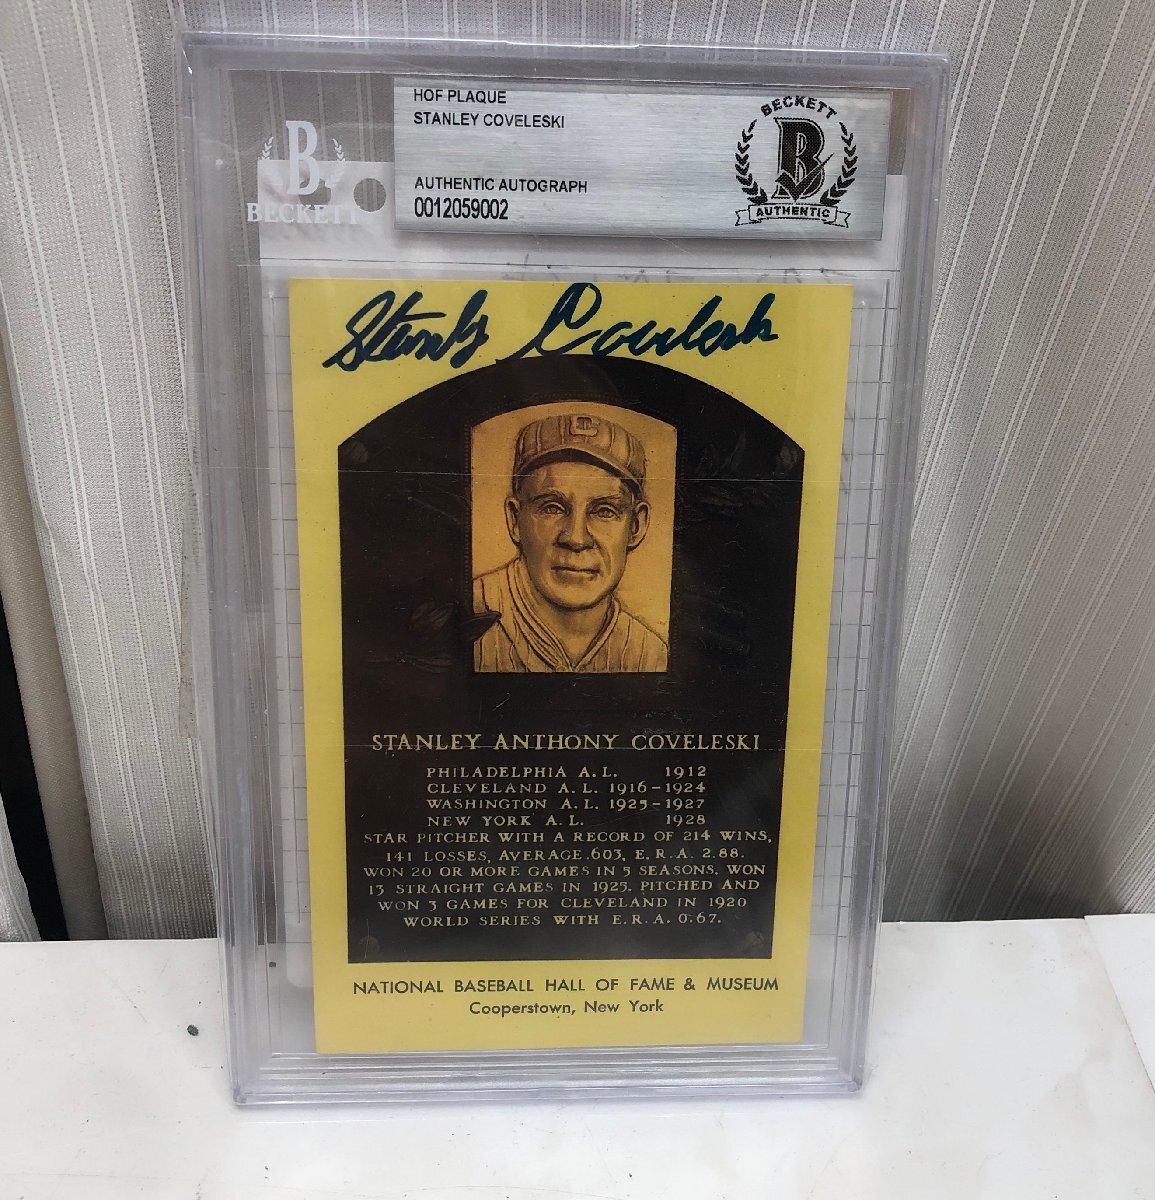 HOF PLAQUE
STANLEY COVELESKI
AUTHENTIC AUTOGRAPH
0012059002
BECKETT
B
AUTHENTIC
B
BECKETT
Stanley Coveleski
C
STANLEY ANTHONY COVELESKI
PHILADELPHIA A.L. 1912
CLEVELAND A.L. 1916-1924
WASHINGTON A.L. 1925-1927
NEW YORK A.L. 1928
STAR PITCHER WITH A RECORD OF 214 WINS,
141 LOSSES, AVERAGE .603, E.R.A. 2.88.
WON 20 OR MORE GAMES IN 5 SEASONS. WON
13 STRAIGHT GAMES IN 1925. PITCHED AND
WON 3 GAMES FOR CLEVELAND IN 1920
WORLD SERIES WITH E.R.A. 0.67.
NATIONAL BASEBALL HALL OF FAME & MUSEUM
Cooperstown, New York